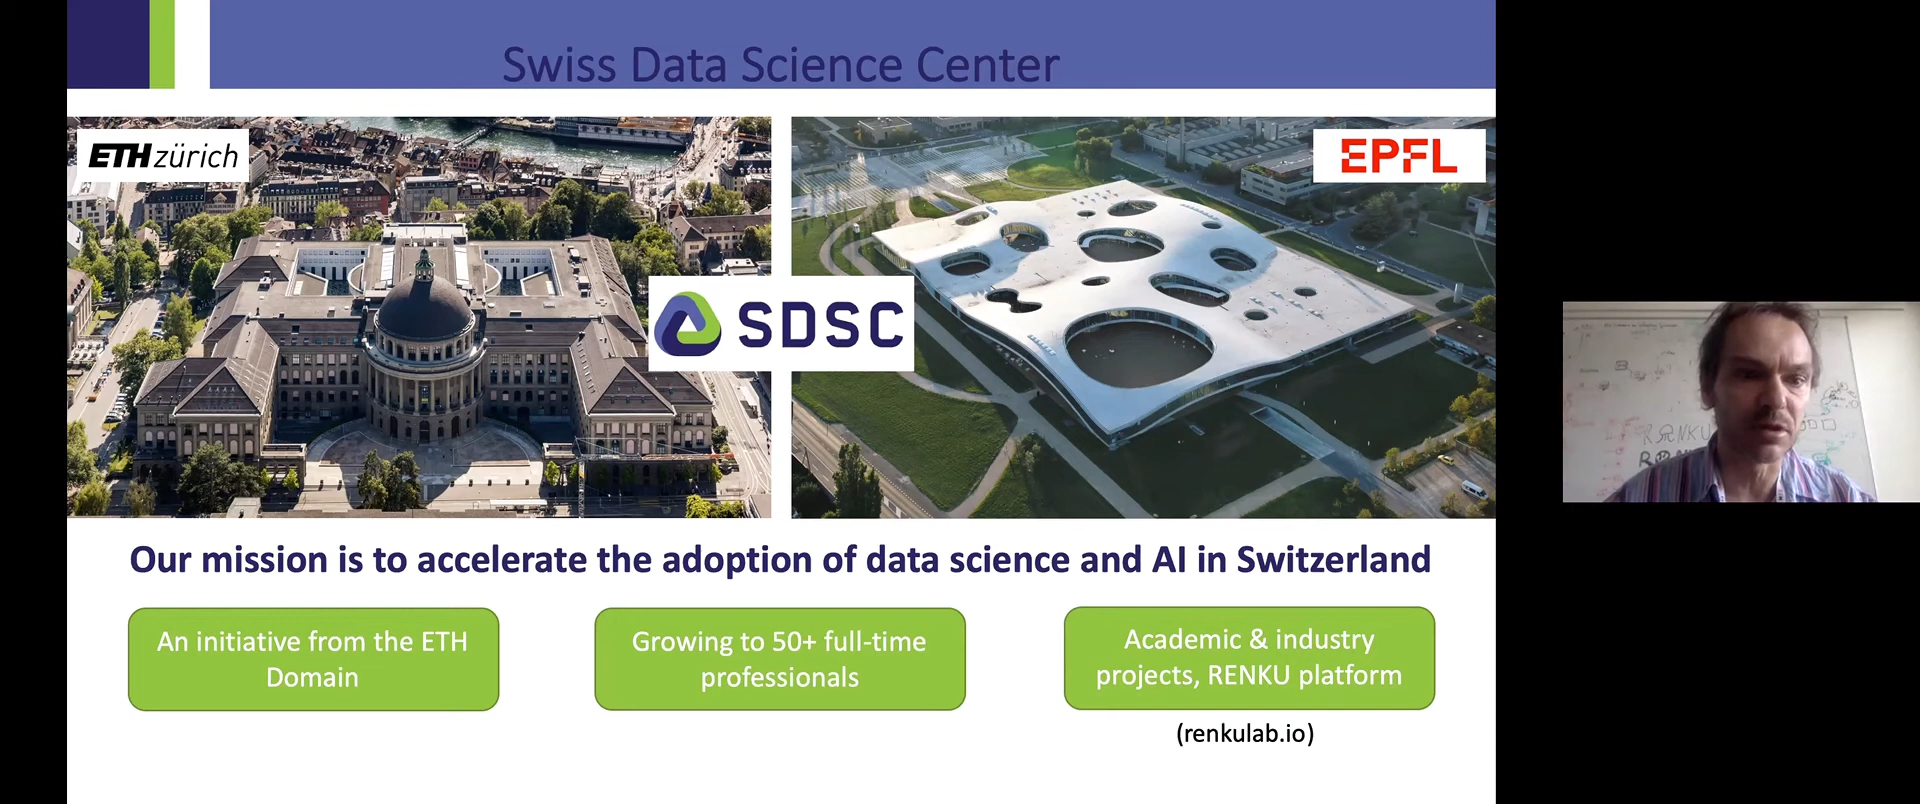 Swiss Data Science Center
ETH zürich
EPFL
SDSC
Our mission is to accelerate the adoption of data science and AI in Switzerland
An initiative from the ETH
Domain
Growing to 50+ full-time
professionals
Academic & industry
projects, RENKU platform
(renkulab.io)
RENKU